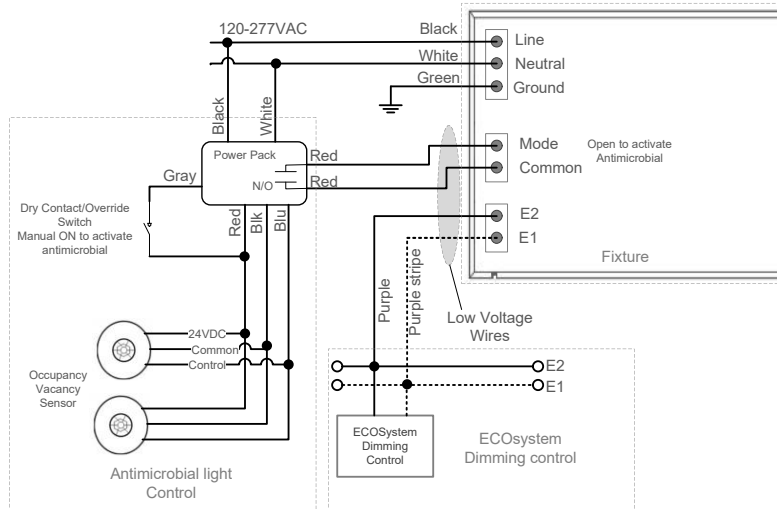 120-277VAC
Black
White
Green
Line
Neutral
Ground
Black
White
Power Pack
N/O
Red
Red
Mode
Common
Open to activate
Antimicrobial
Gray
Dry Contact/Override
Switch
Manual ON to activate
antimicrobial
Red
Blk
Blu
E2
E1
Fixture
Purple
Purple stripe
Low Voltage
Wires
24VDC
Common
Control
Occupancy
Vacancy
Sensor
E2
E1
ECOSystem
Dimming
Control
ECOsystem
Dimming control
Antimicrobial light
Control